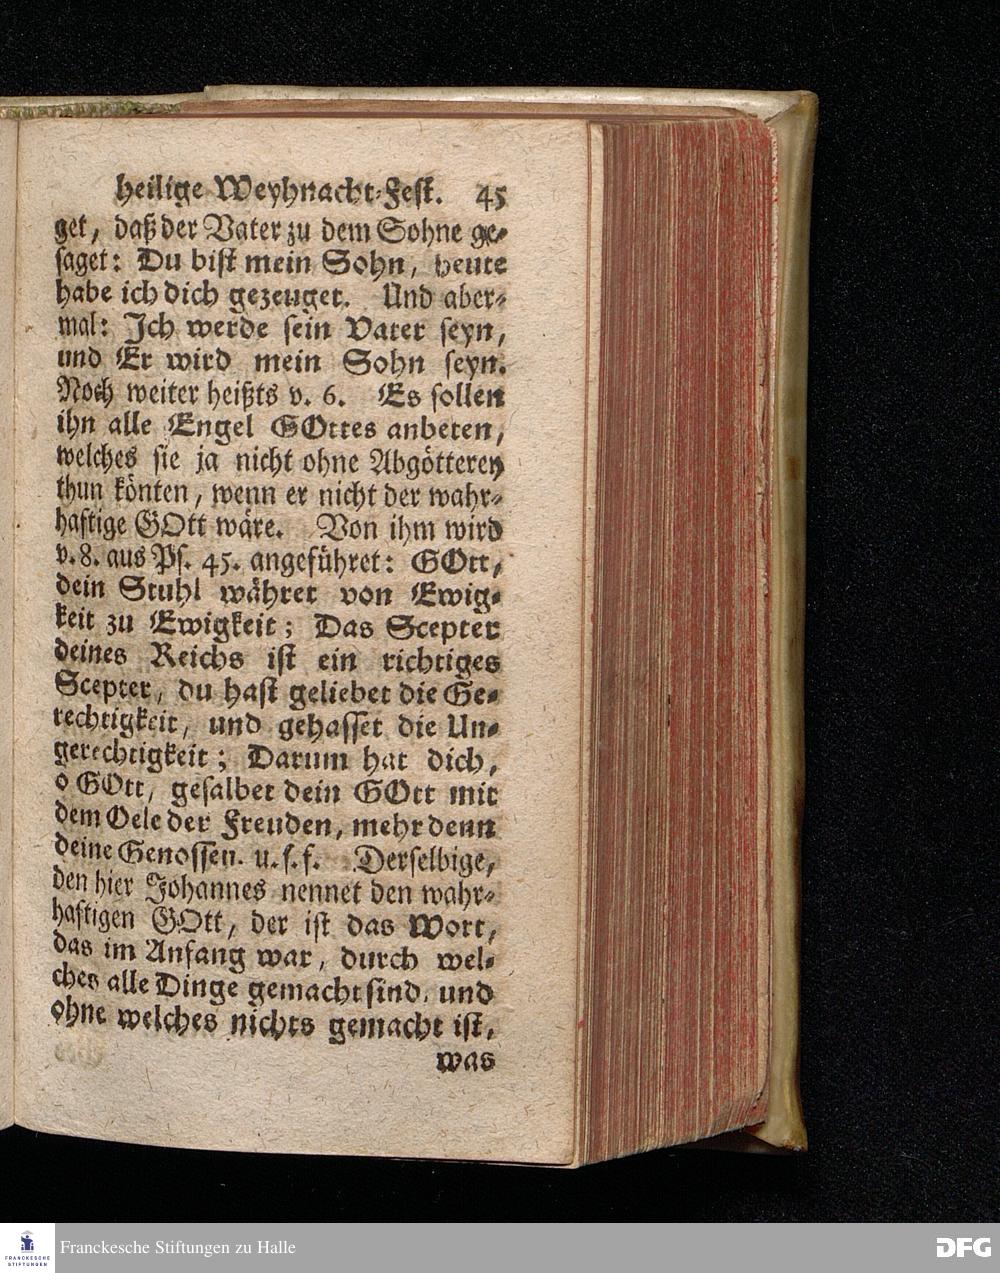 heilige Weyhnacht-Fest. 45
get, daß der Vater zu dem Sohne ge-
saget: Du bist mein Sohn, heute
habe ich dich gezeuget. Und aber-
mal: Ich werde sein Vater seyn,
und Er wird mein Sohn seyn.
Noch weiter heißts v. 6. Es sollen
ihn alle Engel GOttes anbeten,
welches sie ja nicht ohne Abgötterey
thun könten, wenn er nicht der wahr-
haftige GOtt wäre. Von ihm wird
v. 8. aus Ps. 45. angeführet: GOtt,
dein Stuhl währet von Ewig-
keit zu Ewigkeit; Das Scepter
deines Reichs ist ein richtiges
Scepter, du hast geliebet die Ge-
rechtigkeit, und gehasset die Un-
gerechtigkeit; Darum hat dich,
o GOtt, gesalbet dein GOtt mit
dem Oele der Freuden, mehr denn
deine Genossen. u. s. f. Derselbige,
den hier Johannes nennet den wahr-
haftigen GOtt, der ist das Wort,
das im Anfang war, durch wel-
ches alle Dinge gemacht sind, und
ohne welches nichts gemacht ist,
was
FRANCKESCHE
STIFTUNGEN
Franckesche Stiftungen zu Halle
DFG